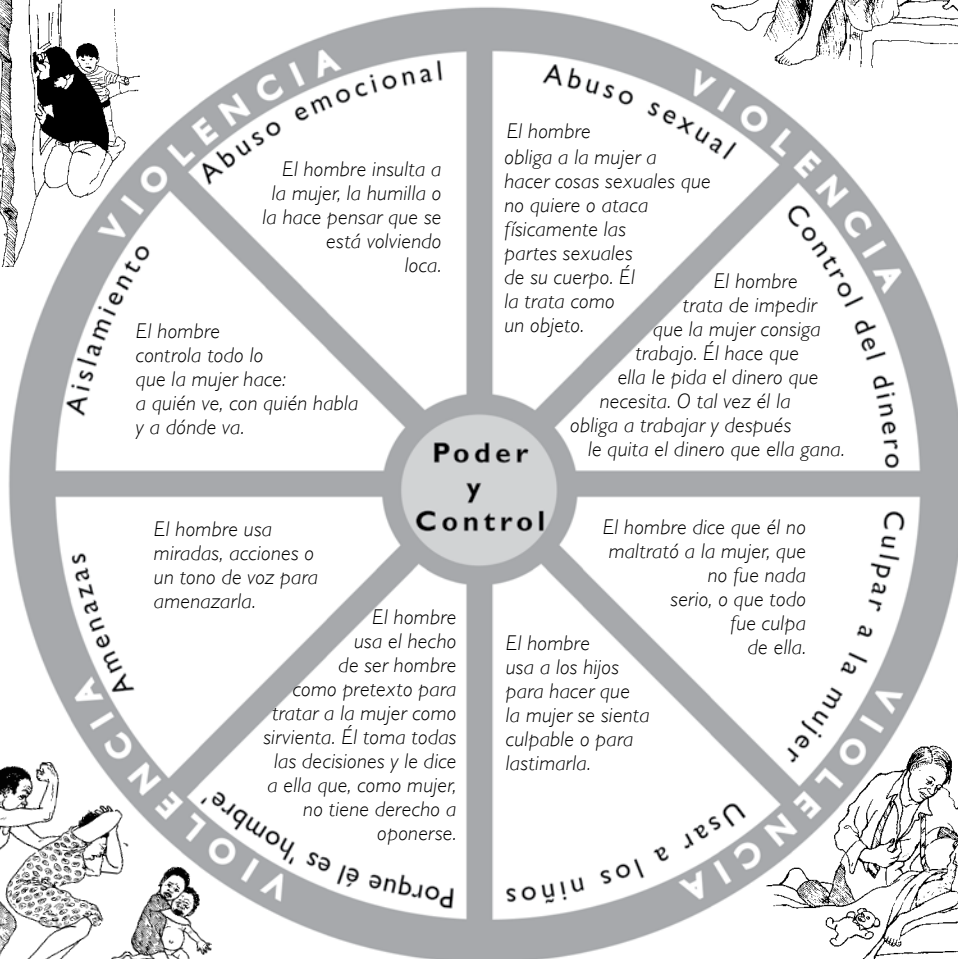 VIOLENCIA
Abuso emocional
El hombre insulta a
la mujer, la humilla o
la hace pensar que se
está volviendo
loca.
VIOLENCIA
Abuso sexual
El hombre
obliga a la mujer a
hacer cosas sexuales que
no quiere o ataca
físicamente las
partes sexuales
de su cuerpo. Él
la trata como
un objeto.
Control del dinero
El hombre
trata de impedir
que la mujer consiga
trabajo. Él hace que
ella le pida el dinero que
necesita. O tal vez él la
obliga a trabajar y después
le quita el dinero que ella gana.
Aislamiento
El hombre
controla todo lo
que la mujer hace:
a quién ve, con quién habla
y a dónde va.
Poder
y
Control
Amenazas
El hombre usa
miradas, acciones o
un tono de voz para
amenazarla.
Culpar a la mujer
El hombre dice que él no
maltrató a la mujer, que
no fue nada
serio, o que todo
fue culpa
de ella.
El hombre
usa el hecho
de ser hombre
como pretexto para
tratar a la mujer como
sirvienta. Él toma todas
las decisiones y le dice
a ella que, como mujer,
no tiene derecho a
oponerse.
Porque él es 'hombre'
VIOLENCIA
El hombre
usa a los hijos
para hacer que
la mujer se sienta
culpable o para
lastimarla.
Usar a los niños
VIOLENCIA